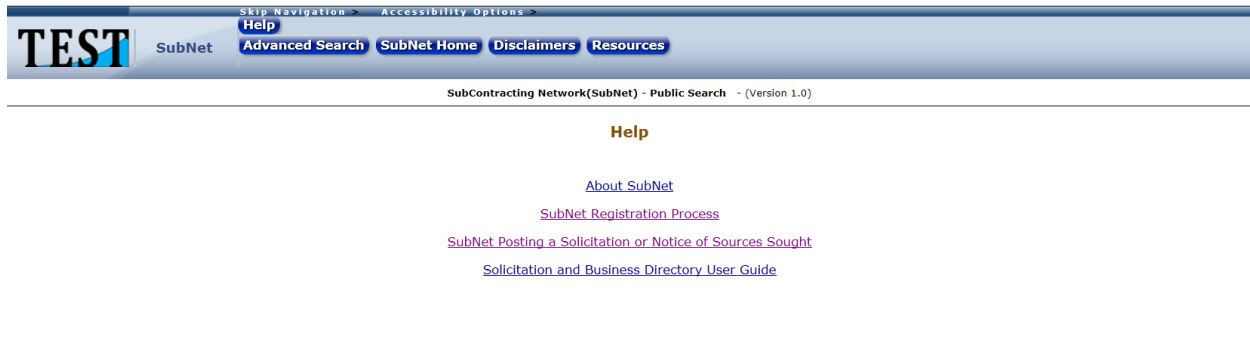 Skip Navigation > Accessibility Options >
Help
TEST SubNet Advanced Search SubNet Home Disclaimers Resources
SubContracting Network(SubNet) - Public Search - (Version 1.0)
Help
About SubNet
SubNet Registration Process
SubNet Posting a Solicitation or Notice of Sources Sought
Solicitation and Business Directory User Guide